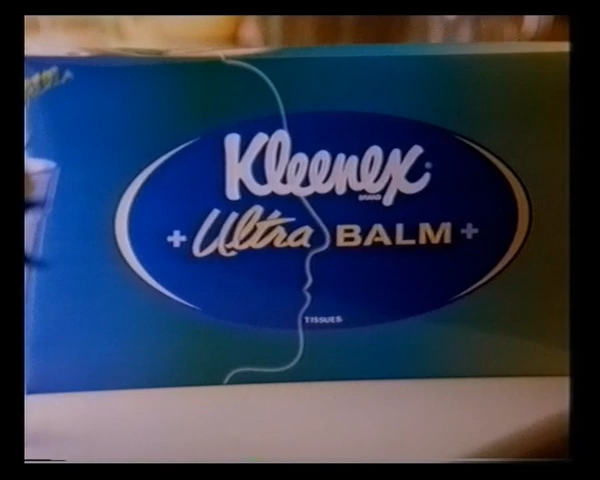 Kleenex®
BRAND
+ Ultra BALM +
TISSUES